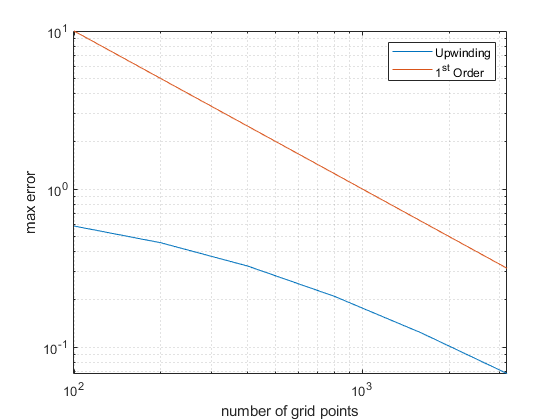 10^1
Upwinding
1^st Order
max error
10^0
10^-1
10^2
10^3
number of grid points